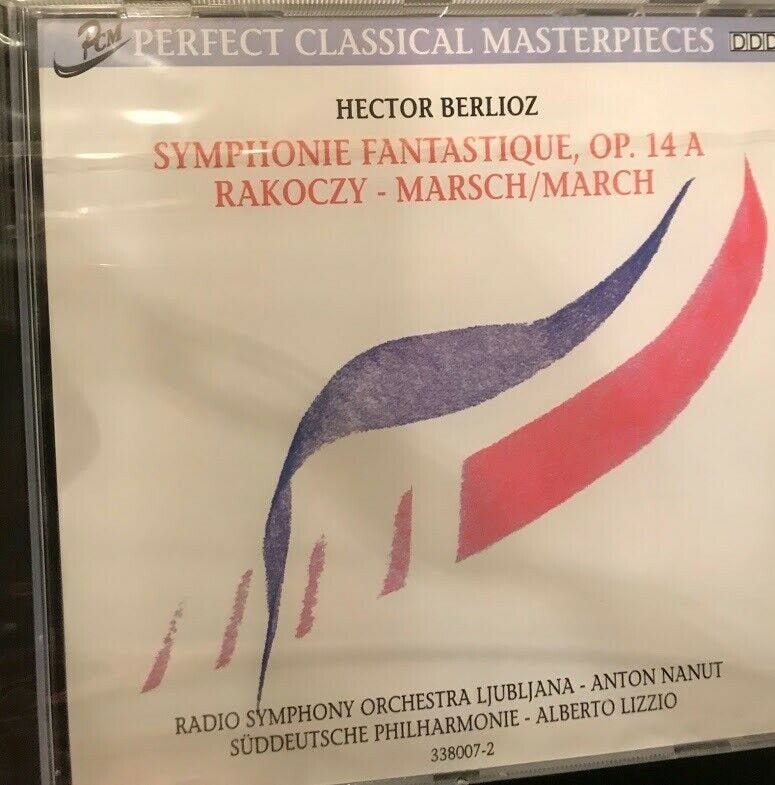 PCM PERFECT CLASSICAL MASTERPIECES DDD
HECTOR BERLIOZ
SYMPHONIE FANTASTIQUE, OP. 14 A
RAKOCZY - MARSCH/MARCH
RADIO SYMPHONY ORCHESTRA LJUBLJANA - ANTON NANUT
SÜDDEUTSCHE PHILHARMONIE - ALBERTO LIZZIO
338007-2